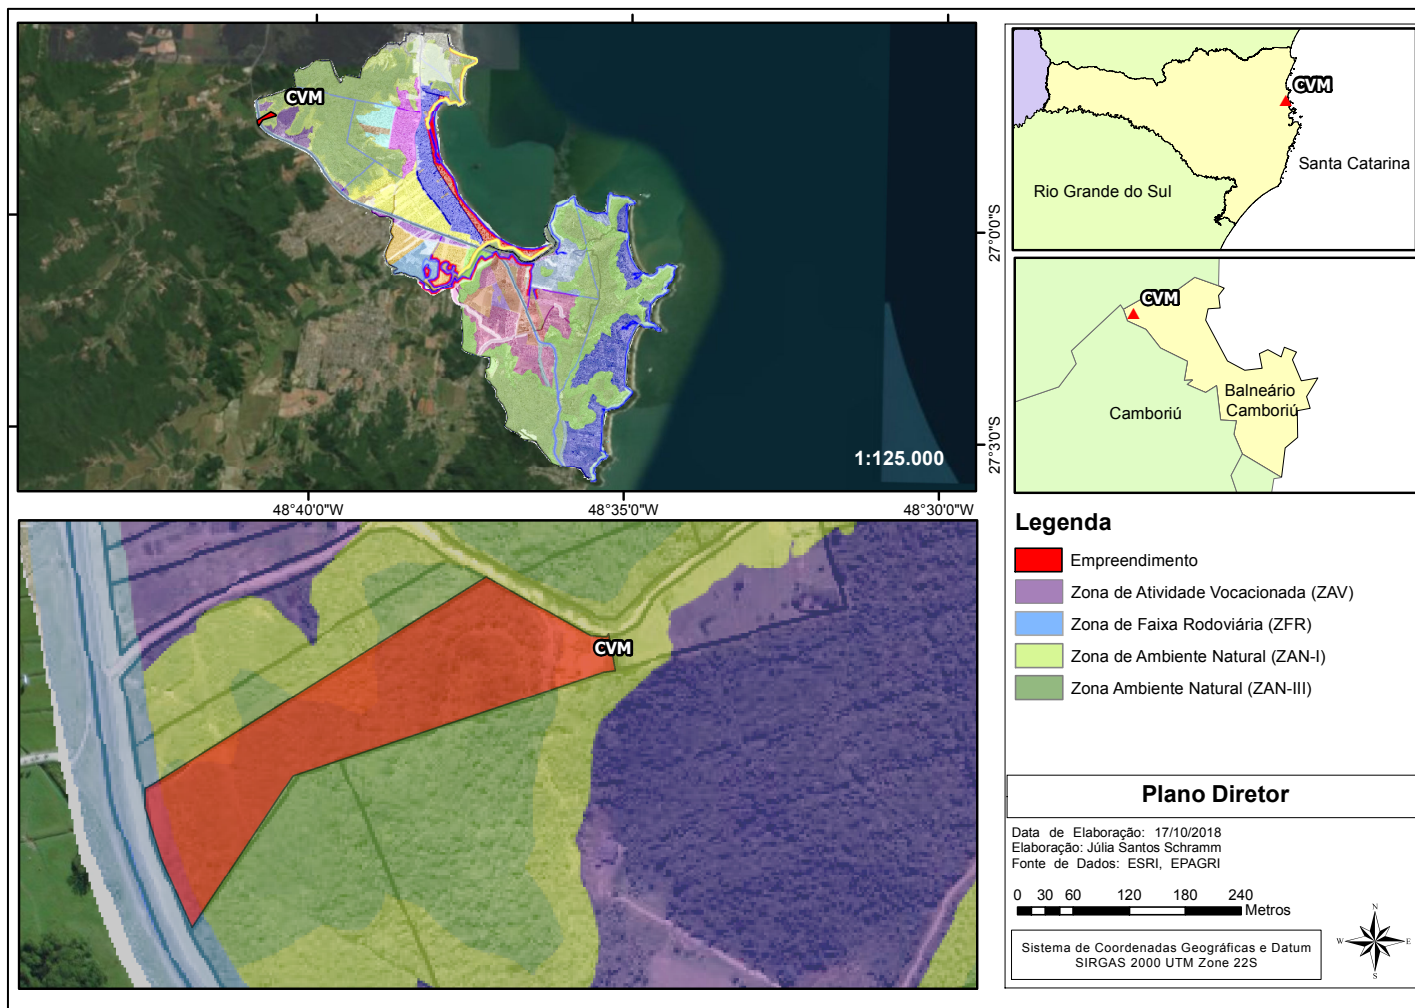 CVM
1:125.000
27°0'0"S
27°3'0"S
48°40'0"W
48°35'0"W
48°30'0"W
CVM
CVM
Santa Catarina
Rio Grande do Sul
CVM
Balneário
Camboriú
Camboriú
Legenda
Empreendimento
Zona de Atividade Vocacionada (ZAV)
Zona de Faixa Rodoviária (ZFR)
Zona de Ambiente Natural (ZAN-I)
Zona Ambiente Natural (ZAN-III)
Plano Diretor
Data de Elaboração: 17/10/2018
Elaboração: Júlia Santos Schramm
Fonte de Dados: ESRI, EPAGRI
0 30 60 120 180 240
Metros
Sistema de Coordenadas Geográficas e Datum
SIRGAS 2000 UTM Zone 22S
N
W
E
S